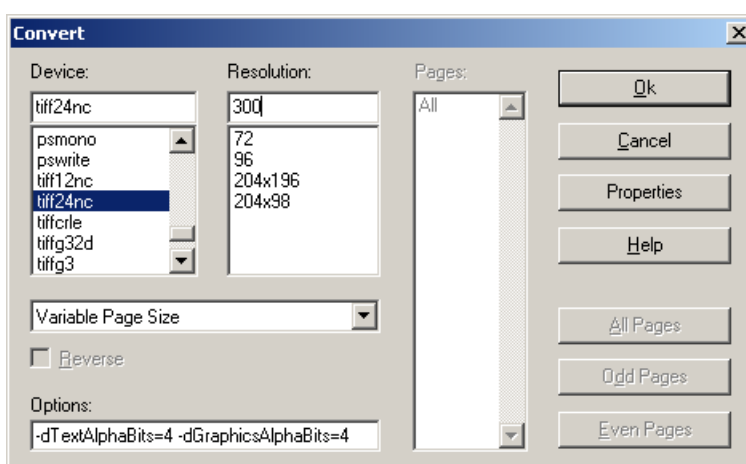 Convert
Device:
tiff24nc
psmono
pswrite
tiff12nc
tiff24nc
tiffcrle
tiffg32d
tiffg3
Resolution:
300
72
96
204x196
204x98
Pages:
All
Ok
Cancel
Properties
Help
Variable Page Size
Reverse
Options:
-dTextAlphaBits=4 -dGraphicsAlphaBits=4
All Pages
Odd Pages
Even Pages